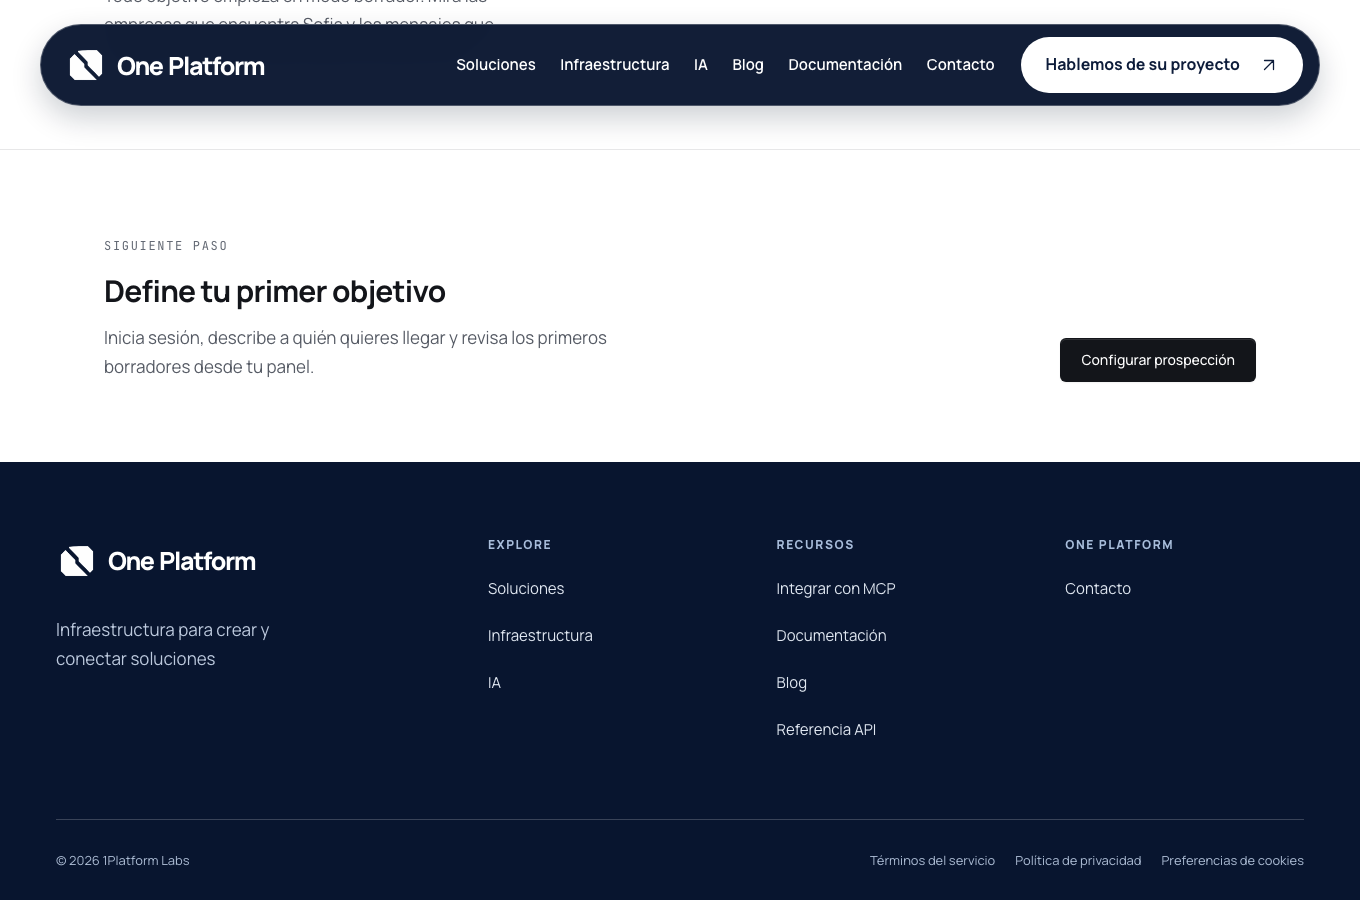 One Platform
Soluciones
Infraestructura
IA
Blog
Documentación
Contacto
Hablemos de su proyecto
SIGUIENTE PASO
Define tu primer objetivo
Inicia sesión, describe a quién quieres llegar y revisa los primeros
borradores desde tu panel.
Configurar prospección
One Platform
Infraestructura para crear y
conectar soluciones
EXPLORE
Soluciones
Infraestructura
IA
RECURSOS
Integrar con MCP
Documentación
Blog
Referencia API
ONE PLATFORM
Contacto
© 2026 1Platform Labs
Términos del servicio
Política de privacidad
Preferencias de cookies